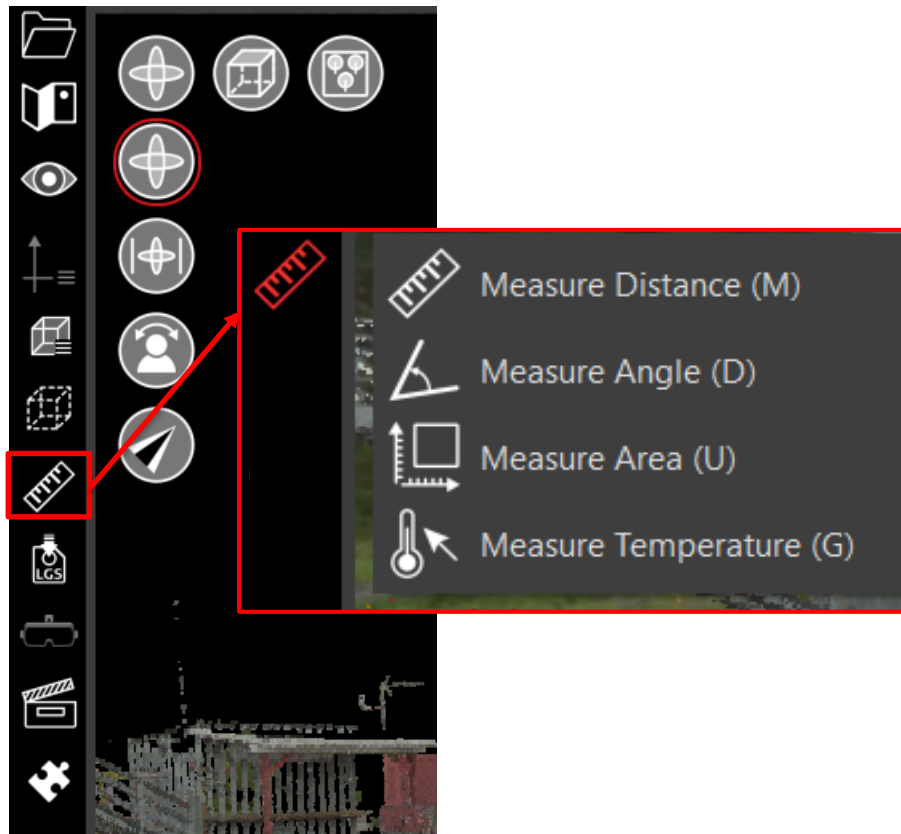 Measure Distance (M)
Measure Angle (D)
Measure Area (U)
Measure Temperature (G)
LGS